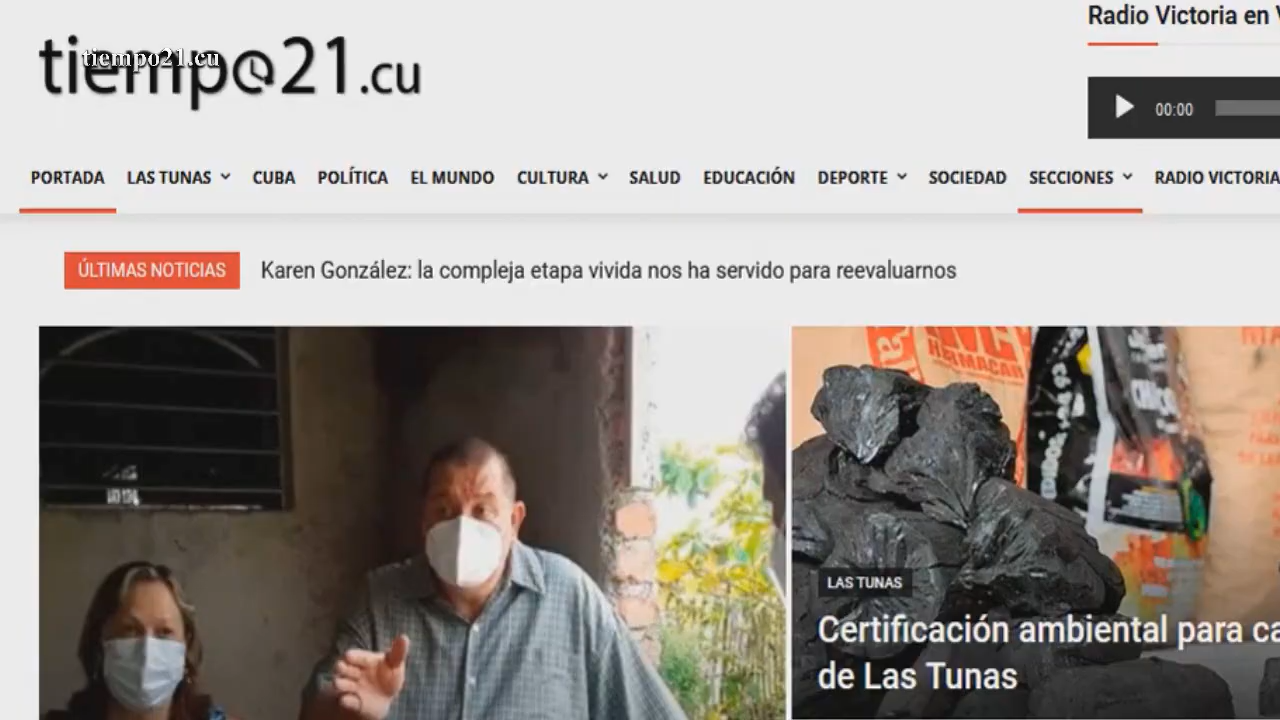 Radio Victoria en
tiempo21.cu
tiempo21.cu
00:00
PORTADA LAS TUNAS CUBA POLÍTICA EL MUNDO CULTURA SALUD EDUCACIÓN DEPORTE SOCIEDAD SECCIONES RADIO VICTORIA
ÚLTIMAS NOTICIAS Karen González: la compleja etapa vivida nos ha servido para reevaluarnos
LAS TUNAS
Certificación ambiental para
de Las Tunas